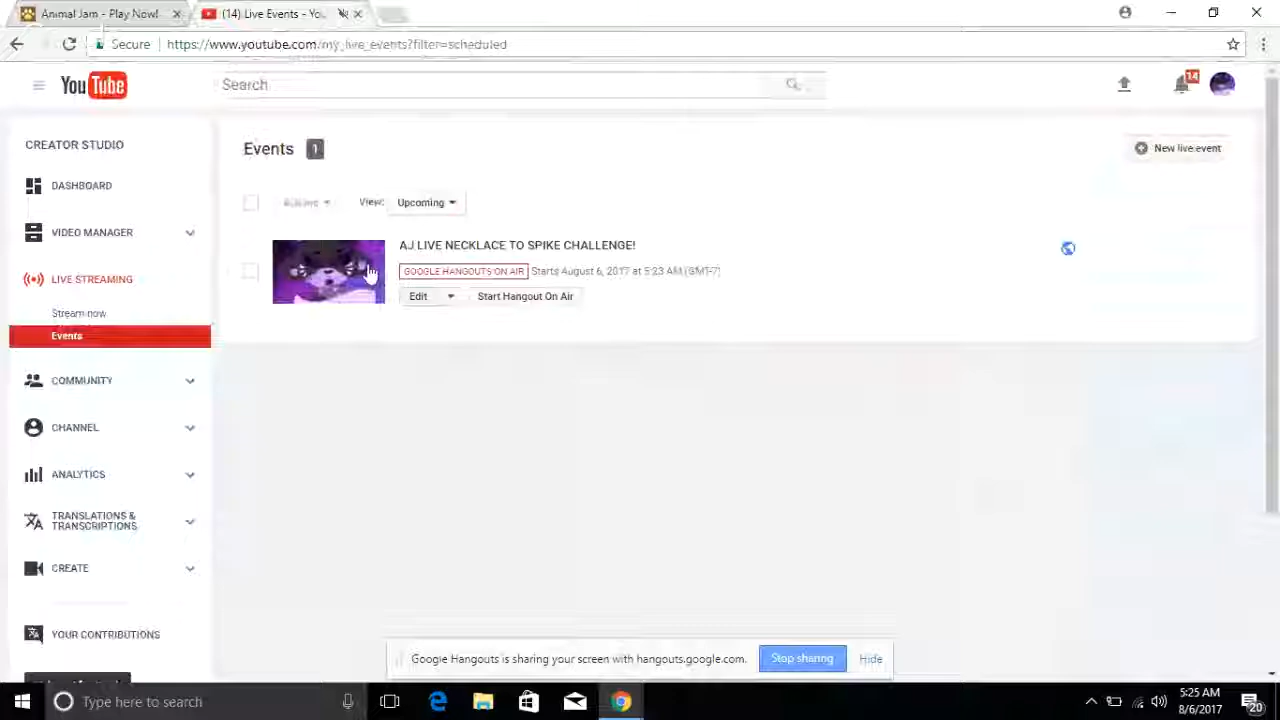 Animal Jam - Play Now!
(14) Live Events - You
Secure
https://www.youtube.com/my_live_events?filter=scheduled
YouTube
Search
14
CREATOR STUDIO
DASHBOARD
VIDEO MANAGER
LIVE STREAMING
Stream now
Events
COMMUNITY
CHANNEL
ANALYTICS
TRANSLATIONS &
TRANSCRIPTIONS
CREATE
YOUR CONTRIBUTIONS
Events 1
New live event
Actions View: Upcoming
AJ LIVE NECKLACE TO SPIKE CHALLENGE!
GOOGLE HANGOUTS ON AIR Starts August 6, 2017 at 5:23 AM (GMT-7)
Edit Start Hangout On Air
Google Hangouts is sharing your screen with hangouts.google.com. Stop sharing Hide
Type here to search
5:25 AM
8/6/2017
20